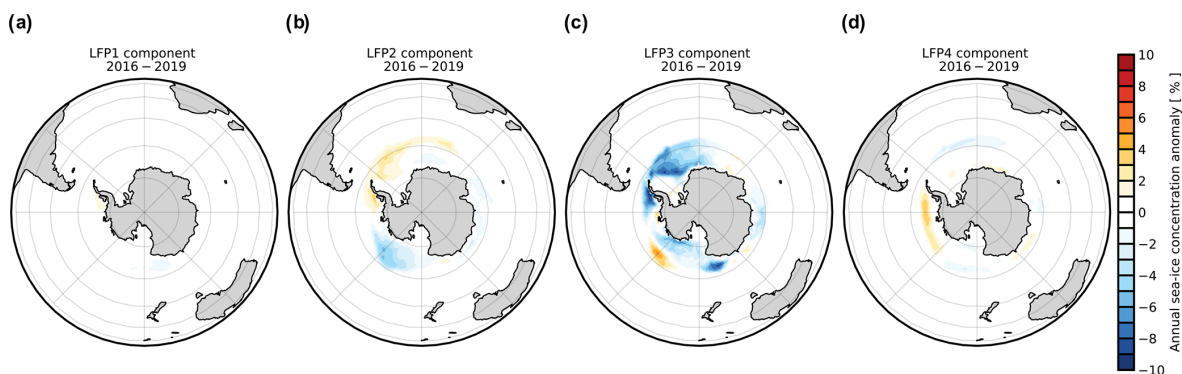 (a)
(b)
(c)
(d)
LFP1 component
2016 – 2019
LFP2 component
2016 – 2019
LFP3 component
2016 – 2019
LFP4 component
2016 – 2019
10
8
6
4
2
0
−2
−4
−6
−8
−10
Annual sea-ice concentration anomaly [ % ]